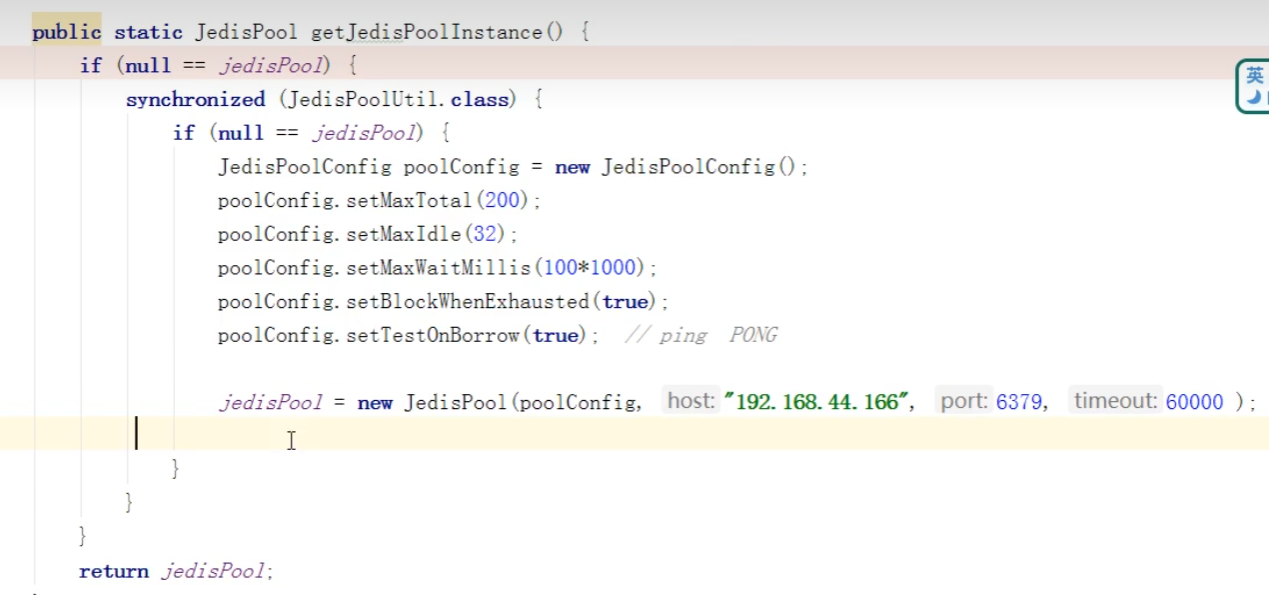 public static JedisPool getJedisPoolInstance() {
if (null == jedisPool) {
英
synchronized (JedisPoolUtil.class) {
if (null == jedisPool) {
JedisPoolConfig poolConfig = new JedisPoolConfig();
poolConfig.setMaxTotal(200);
poolConfig.setMaxIdle(32);
poolConfig.setMaxWaitMillis(100*1000);
poolConfig.setBlockWhenExhausted(true);
poolConfig.setTestOnBorrow(true);  // ping  PONG
jedisPool = new JedisPool(poolConfig, host: "192.168.44.166", port: 6379, timeout: 60000 );
}
}
}
return jedisPool;